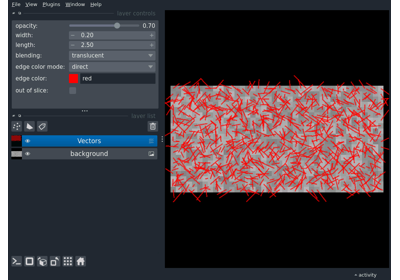 File View Plugins Window Help
layer controls
opacity: 0.70
width: 0.20
length: 2.50
blending: translucent
edge color mode: direct
edge color: red
out of slice:
layer list
Vectors
background
activity